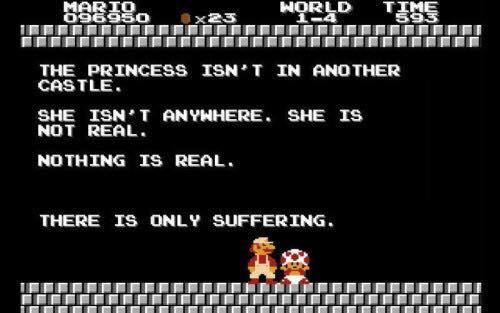 MARIO WORLD TIME
096950 x23 1-4 593
THE PRINCESS ISN'T IN ANOTHER
CASTLE.
SHE ISN'T ANYWHERE. SHE IS
NOT REAL.
NOTHING IS REAL.
THERE IS ONLY SUFFERING.